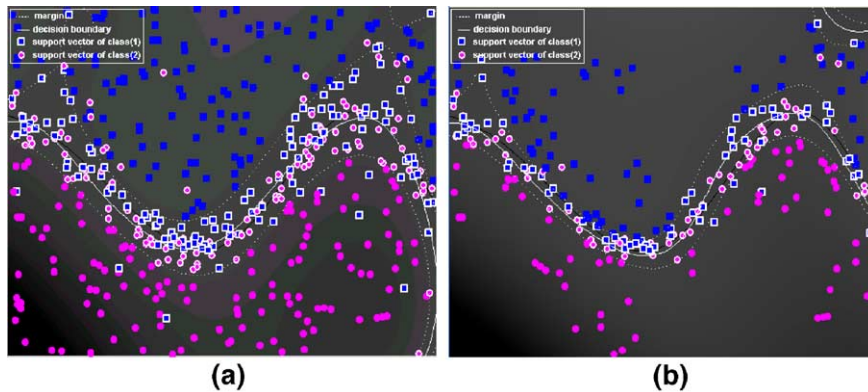 margin
decision boundary
support vector of class(1)
support vector of class(2)
margin
decision boundary
support vector of class(1)
support vector of class(2)
(a)
(b)